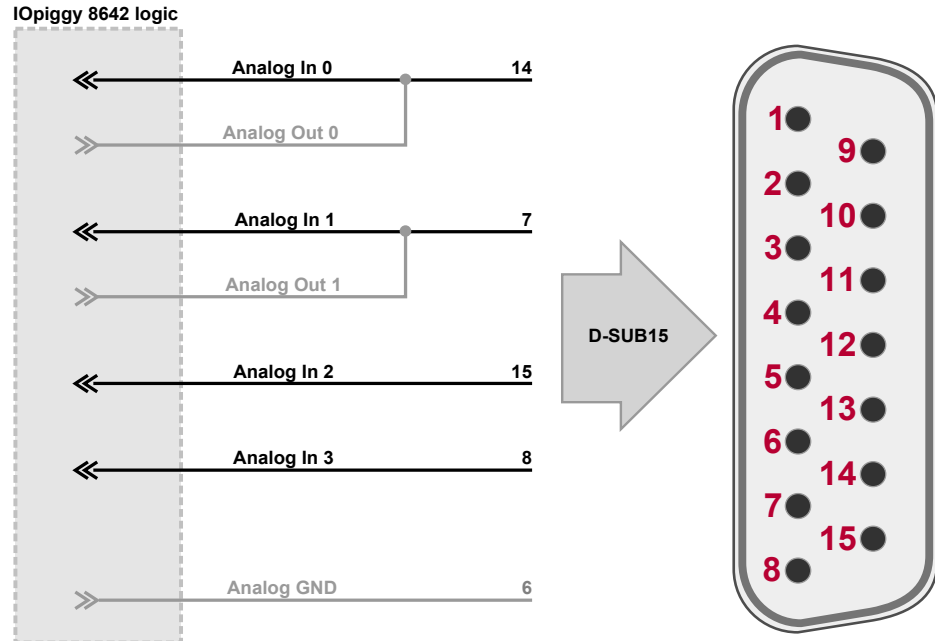 IOpiggy 8642 logic
Analog In 0 14
Analog Out 0
Analog In 1 7
Analog Out 1
Analog In 2 15
Analog In 3 8
Analog GND 6
D-SUB15
1
9
2
10
3
11
4
12
5
13
6
14
7
15
8